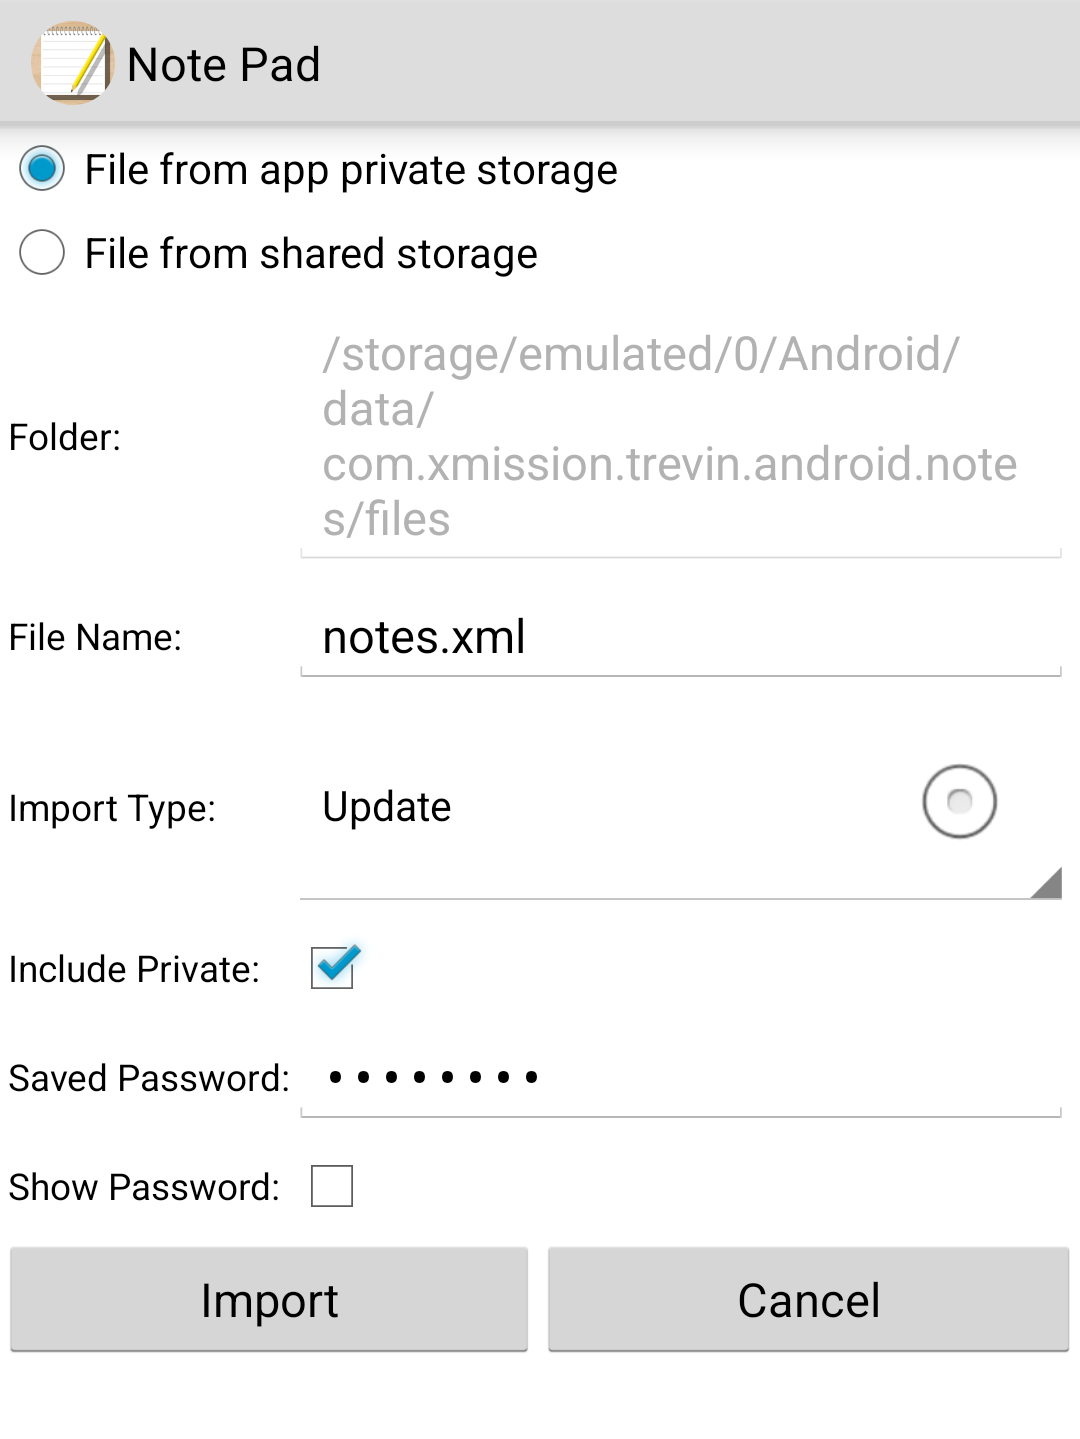 Note Pad
File from app private storage
File from shared storage
Folder:
/storage/emulated/0/Android/
data/
com.xmission.trevin.android.note
s/files
File Name:
notes.xml
Import Type:
Update
Include Private:
Saved Password:
••••••••
Show Password:
Import
Cancel